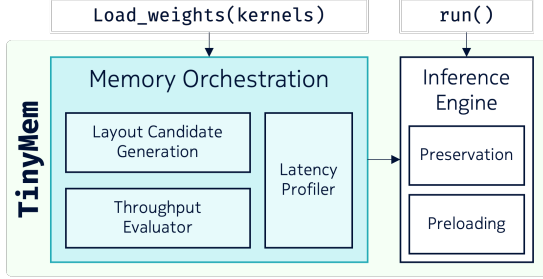 Load_weights(kernels)
run()
TinyMem
Memory Orchestration
Layout Candidate
Generation
Throughput
Evaluator
Latency
Profiler
Inference
Engine
Preservation
Preloading